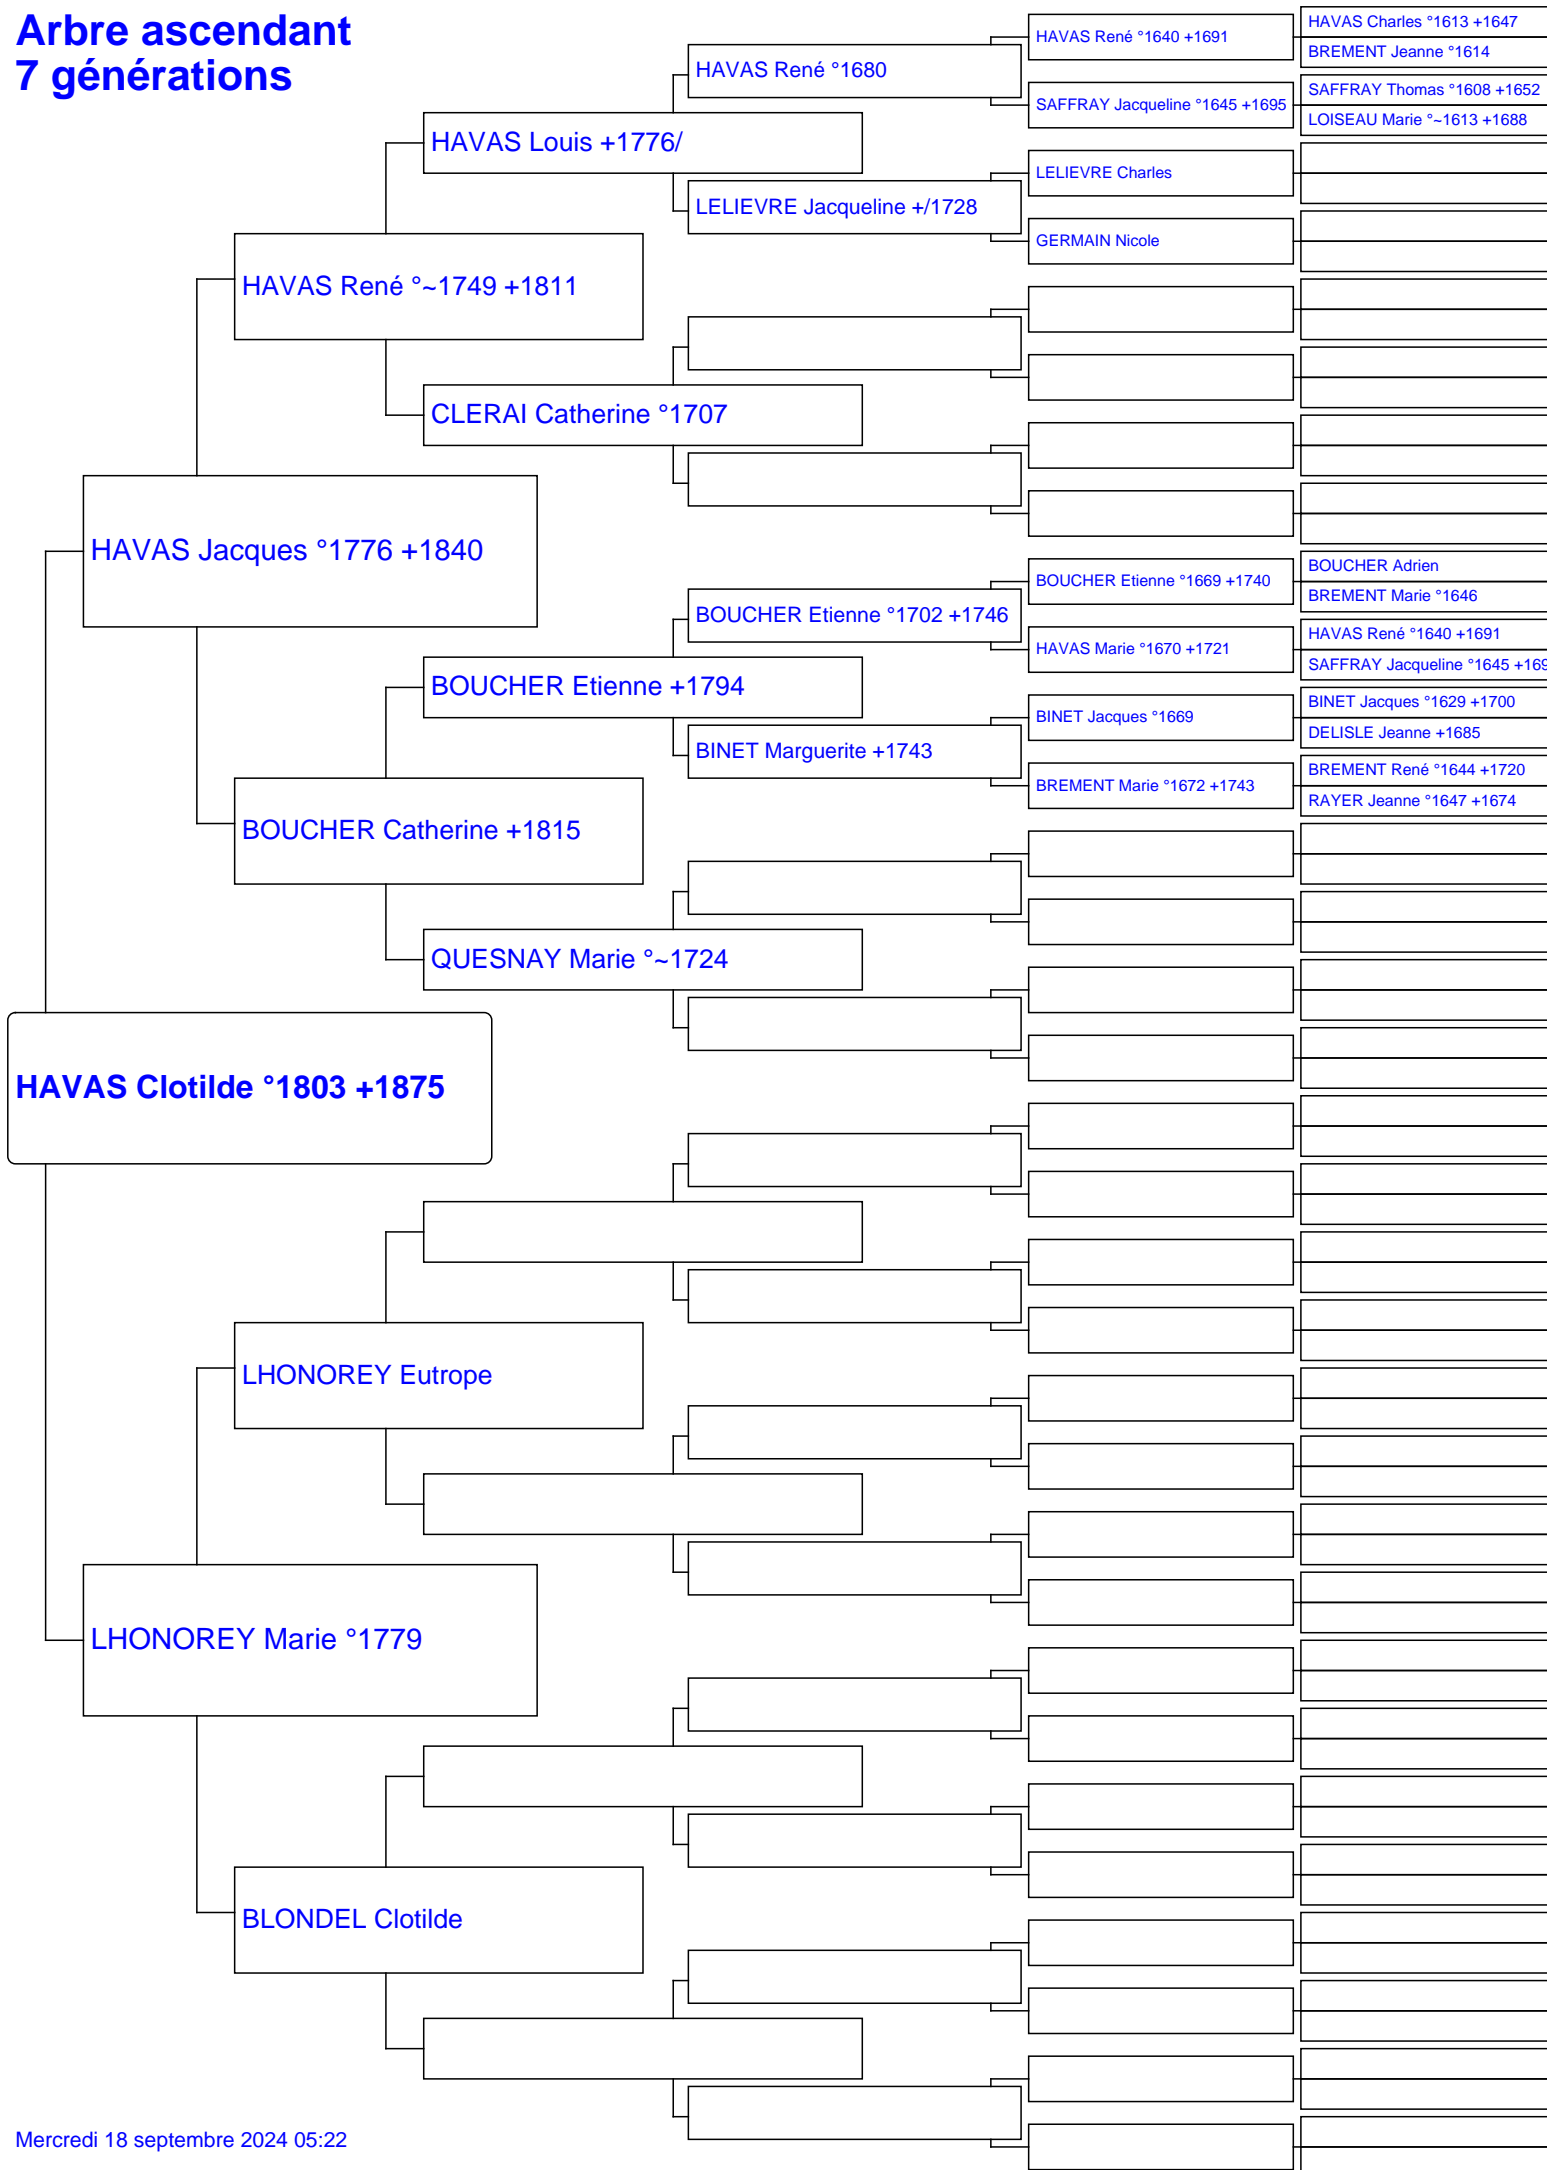 Arbre ascendant
7 générations
HAVAS Clotilde °1803 +1875
HAVAS Jacques °1776 +1840
LHONOREY Marie °1779
HAVAS René °~1749 +1811
BOUCHER Catherine +1815
LHONOREY Eutrope
BLONDEL Clotilde
HAVAS Louis +1776/
CLERAI Catherine °1707
BOUCHER Etienne +1794
QUESNAY Marie °~1724
HAVAS René °1680
LELIEVRE Jacqueline +/1728
BOUCHER Etienne °1702 +1746
BINET Marguerite +1743
HAVAS René °1640 +1691
SAFFRAY Jacqueline °1645 +1695
LELIEVRE Charles
GERMAIN Nicole
BOUCHER Etienne °1669 +1740
HAVAS Marie °1670 +1721
BINET Jacques °1669
BREMENT Marie °1672 +1743
HAVAS Charles °1613 +1647
BREMENT Jeanne °1614
SAFFRAY Thomas °1608 +1652
LOISEAU Marie °~1613 +1688
BOUCHER Adrien
BREMENT Marie °1646
HAVAS René °1640 +1691
SAFFRAY Jacqueline °1645 +169
BINET Jacques °1629 +1700
DELISLE Jeanne +1685
BREMENT René °1644 +1720
RAYER Jeanne °1647 +1674
Mercredi 18 septembre 2024 05:22